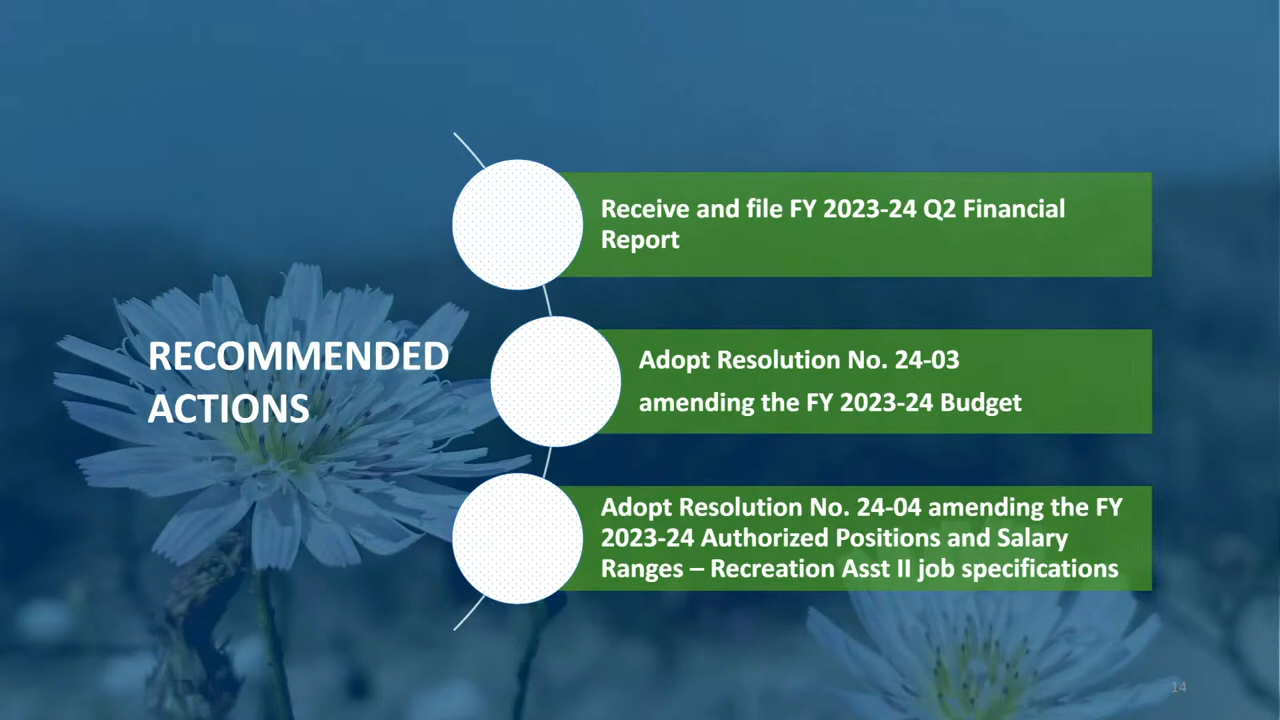 RECOMMENDED
ACTIONS
Receive and file FY 2023-24 Q2 Financial
Report
Adopt Resolution No. 24-03
amending the FY 2023-24 Budget
Adopt Resolution No. 24-04 amending the FY
2023-24 Authorized Positions and Salary
Ranges – Recreation Asst II job specifications
14